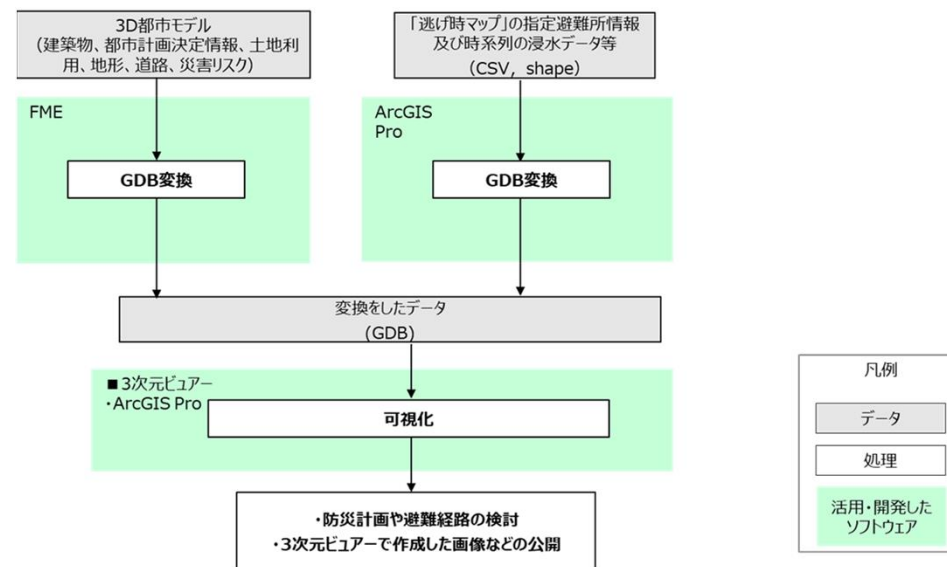 3D都市モデル
（建築物、都市計画決定情報、土地利
用、地形、道路、災害リスク）
「逃げ時マップ」の指定避難所情報
及び時系列の浸水データ等
（CSV，shape）
FME
GDB変換
ArcGIS
Pro
GDB変換
変換をしたデータ
（GDB）
■3次元ビュアー
・ArcGIS Pro
可視化
・防災計画や避難経路の検討
・3次元ビュアーで作成した画像などの公開
凡例
データ
処理
活用・開発した
ソフトウェア